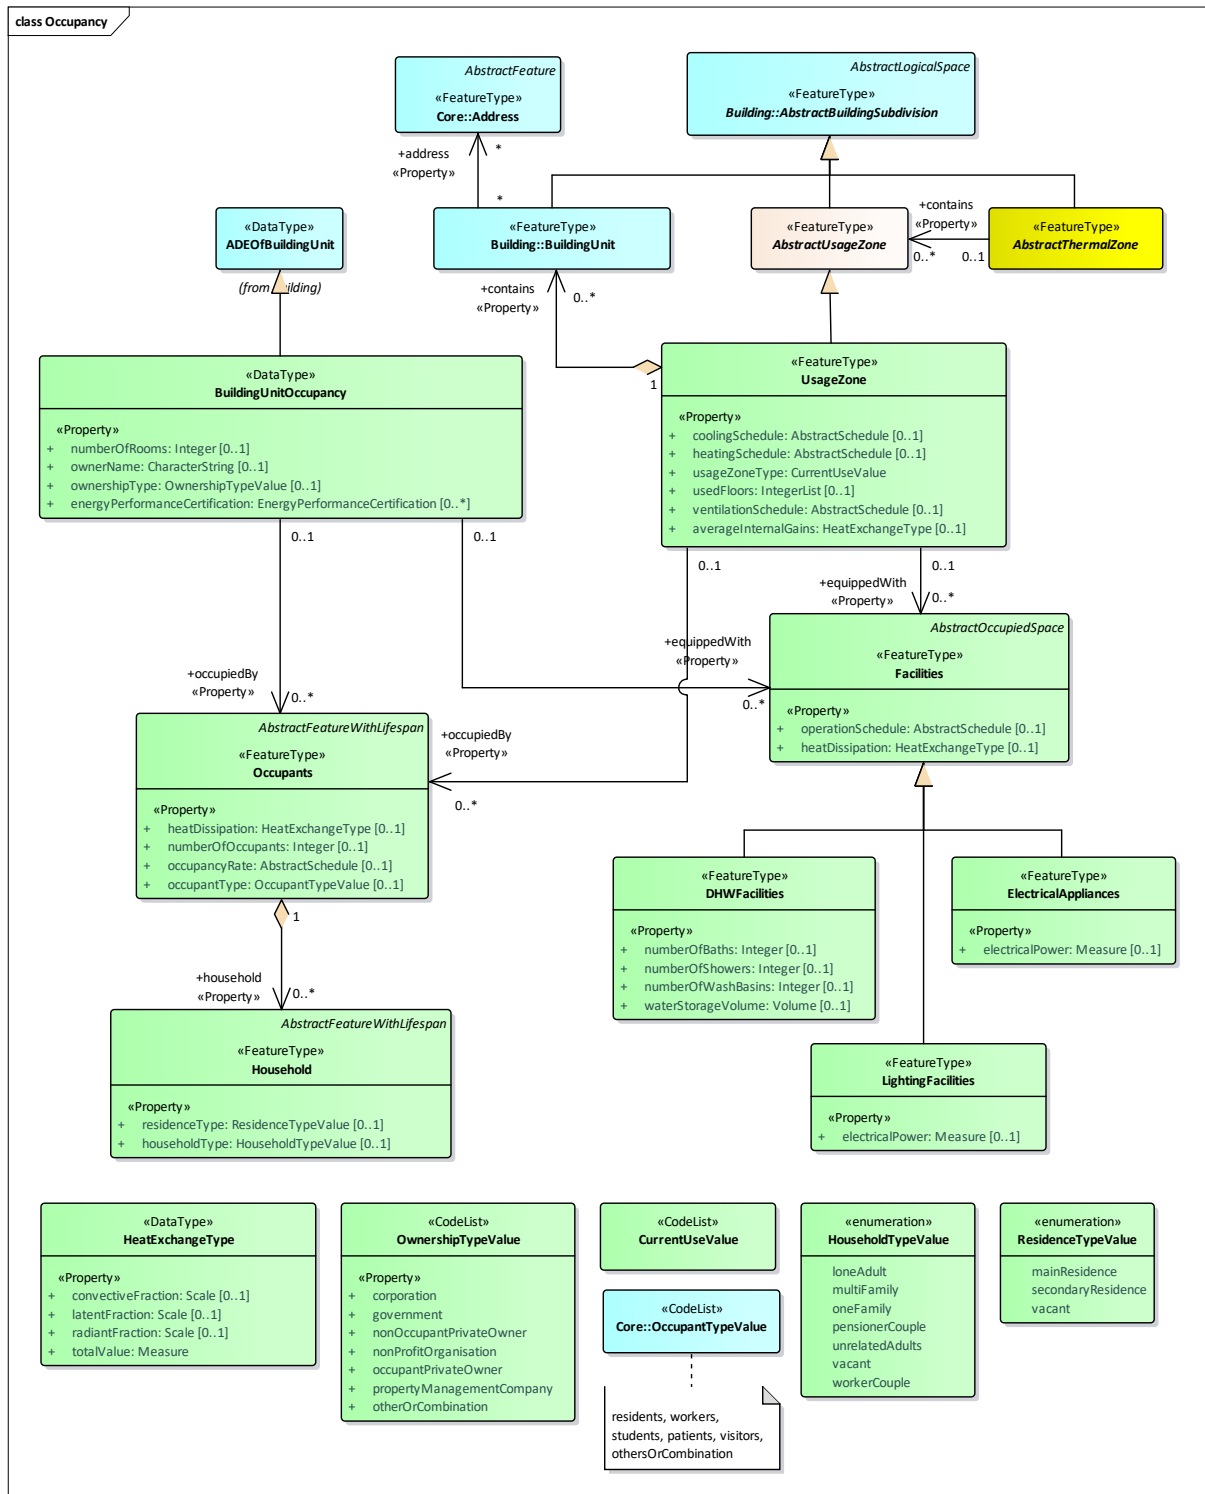 class Occupancy
AbstractFeature
«FeatureType»
Core::Address
AbstractLogicalSpace
«FeatureType»
Building::AbstractBuildingSubdivision
+address
«Property»
*
*
«DataType»
ADEOfBuildingUnit
«FeatureType»
Building::BuildingUnit
«FeatureType»
AbstractUsageZone
+contains
«Property»
0..*
0..1
«FeatureType»
AbstractThermalZone
(from Building)
+contains
«Property»
0..*
1
«DataType»
BuildingUnitOccupancy
«Property»
+ numberOfRooms: Integer [0..1]
+ ownerName: CharacterString [0..1]
+ ownershipType: OwnershipTypeValue [0..1]
+ energyPerformanceCertification: EnergyPerformanceCertification [0..*]
«FeatureType»
UsageZone
«Property»
+ coolingSchedule: AbstractSchedule [0..1]
+ heatingSchedule: AbstractSchedule [0..1]
+ usageZoneType: CurrentUseValue
+ usedFloors: IntegerList [0..1]
+ ventilationSchedule: AbstractSchedule [0..1]
+ averageInternalGains: HeatExchangeType [0..1]
0..1
0..1
0..1
0..1
+equippedWith
«Property»
0..*
+equippedWith
«Property»
0..*
AbstractOccupiedSpace
«FeatureType»
Facilities
«Property»
+ operationSchedule: AbstractSchedule [0..1]
+ heatDissipation: HeatExchangeType [0..1]
+occupiedBy
«Property»
0..*
+occupiedBy
«Property»
0..*
AbstractFeatureWithLifespan
«FeatureType»
Occupants
«Property»
+ heatDissipation: HeatExchangeType [0..1]
+ numberOfOccupants: Integer [0..1]
+ occupancyRate: AbstractSchedule [0..1]
+ occupantType: OccupantTypeValue [0..1]
1
+household
«Property»
0..*
«FeatureType»
DHWFacilities
«Property»
+ numberOfBaths: Integer [0..1]
+ numberOfShowers: Integer [0..1]
+ numberOfWashBasins: Integer [0..1]
+ waterStorageVolume: Volume [0..1]
«FeatureType»
ElectricalAppliances
«Property»
+ electricalPower: Measure [0..1]
AbstractFeatureWithLifespan
«FeatureType»
Household
«Property»
+ residenceType: ResidenceTypeValue [0..1]
+ householdType: HouseholdTypeValue [0..1]
«FeatureType»
LightingFacilities
«Property»
+ electricalPower: Measure [0..1]
«DataType»
HeatExchangeType
«Property»
+ convectiveFraction: Scale [0..1]
+ latentFraction: Scale [0..1]
+ radiantFraction: Scale [0..1]
+ totalValue: Measure
«CodeList»
OwnershipTypeValue
«Property»
+ corporation
+ government
+ nonOccupantPrivateOwner
+ nonProfitOrganisation
+ occupantPrivateOwner
+ propertyManagementCompany
+ otherOrCombination
«CodeList»
CurrentUseValue
«CodeList»
Core::OccupantTypeValue
residents, workers,
students, patients, visitors,
othersOrCombination
«enumeration»
HouseholdTypeValue
loneAdult
multiFamily
oneFamily
pensionerCouple
unrelatedAdults
vacant
workerCouple
«enumeration»
ResidenceTypeValue
mainResidence
secondaryResidence
vacant